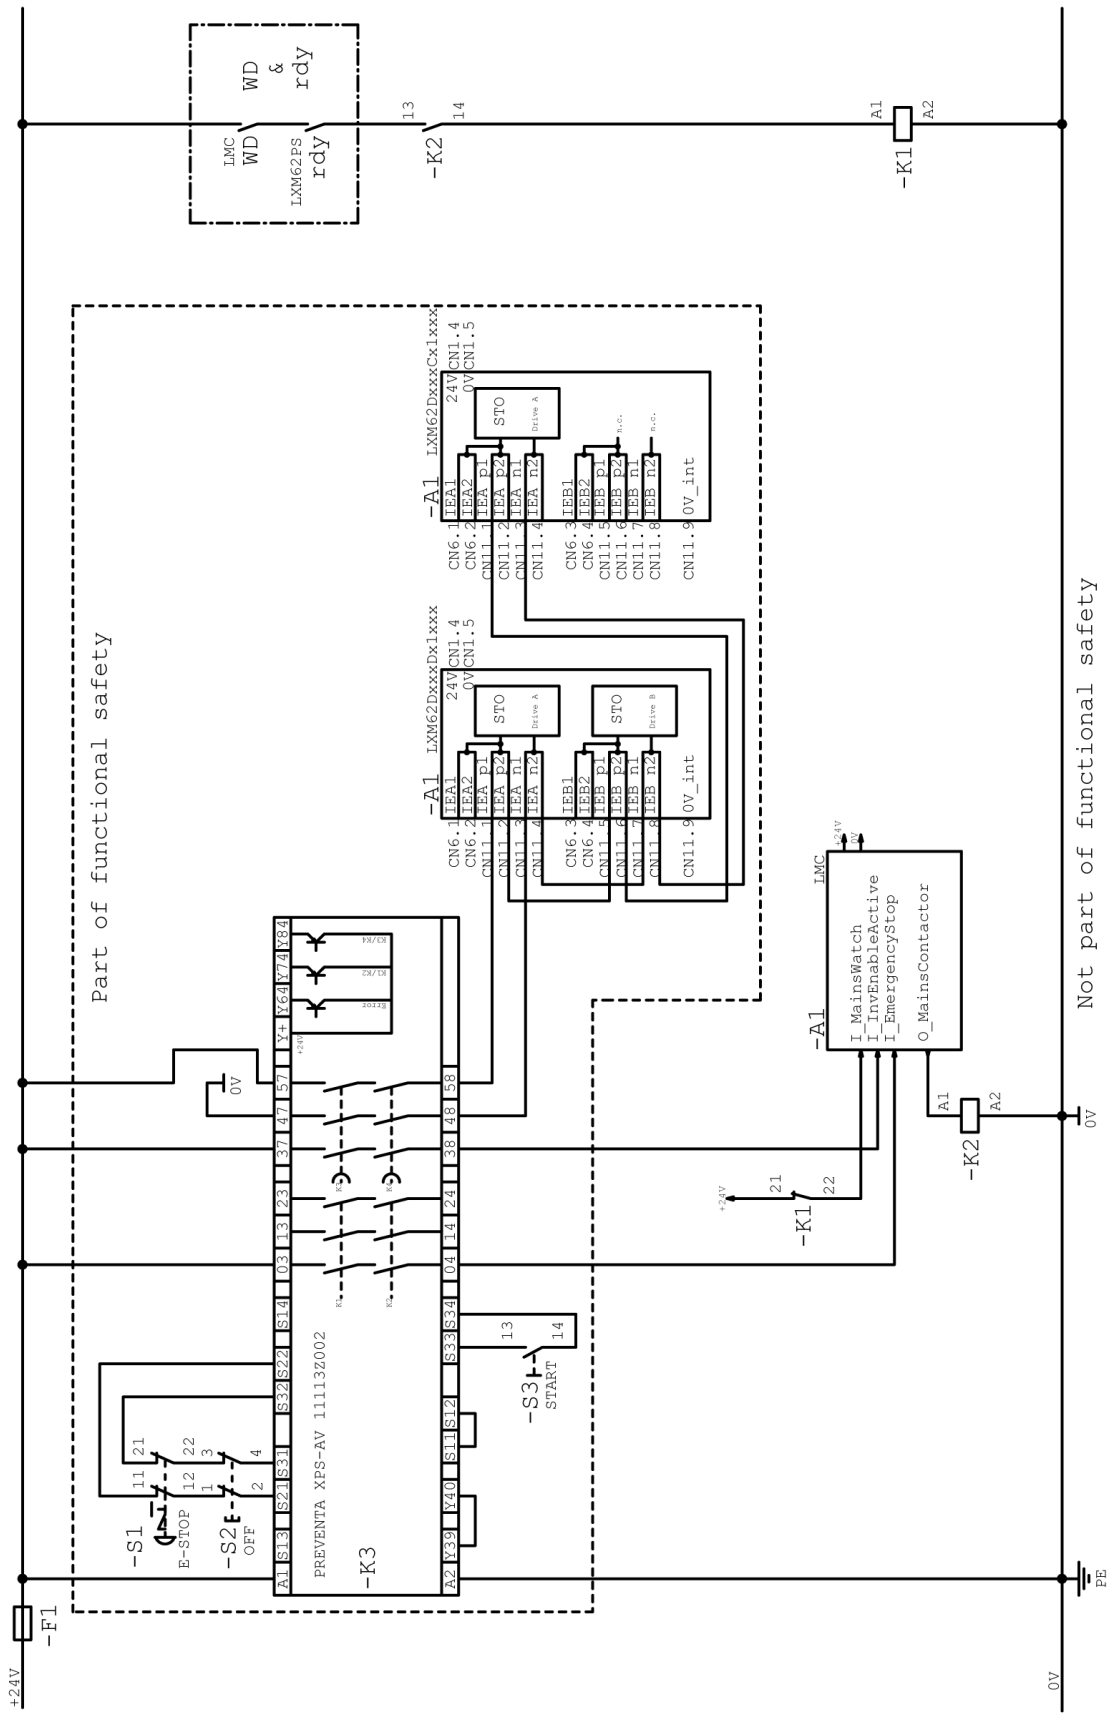 +24V
-F1
Part of functional safety
-S1
E-STOP
11
12
21
22
-S2
OFF
1
2
3
4
A1
S13
S21
S31
S32
S22
S14
03
13
23
37
47
57
Y+
Y64
Y74
Y84
0V
+24V
Error
K1/K2
K3/K4
K1
K2
K3
K4
PREVENTA XPS-AV 11113Z002
-K3
A2
Y39
Y40
S11
S12
S33
S34
04
14
24
38
48
58
-S3
START
13
14
-A1
LXM62DxxxDx1xxx
24V CN1.4
0V CN1.5
CN6.1 IEA1
CN6.2 IEA2
CN11.1 IEA p1
CN11.2 IEA p2
CN11.3 IEA n1
CN11.4 IEA n2
CN6.3 IEB1
CN6.4 IEB2
CN11.5 IEB p1
CN11.6 IEB p2
CN11.7 IEB n1
CN11.8 IEB n2
CN11.9 0V_int
STO
Drive A
STO
Drive B
-A1
LXM62DxxxCx1xxx
24V CN1.4
0V CN1.5
CN6.1 IEA1
CN6.2 IEA2
CN11.1 IEA p1
CN11.2 IEA p2
CN11.3 IEA n1
CN11.4 IEA n2
CN6.3 IEB1
CN6.4 IEB2
CN11.5 IEB p1
CN11.6 IEB p2
CN11.7 IEB n1
CN11.8 IEB n2
CN11.9 0V_int
STO
Drive A
n.c.
n.c.
LMC
WD
LXM62PS
rdy
WD
&
rdy
13
14
-K2
A1
A2
-K1
+24V
21
22
-K1
-A1
LMC
+24V
0V
I_MainsWatch
I_InvEnableActive
I_EmergencyStop
O_MainsContactor
A1
A2
-K2
0V
PE
0V
Not part of functional safety